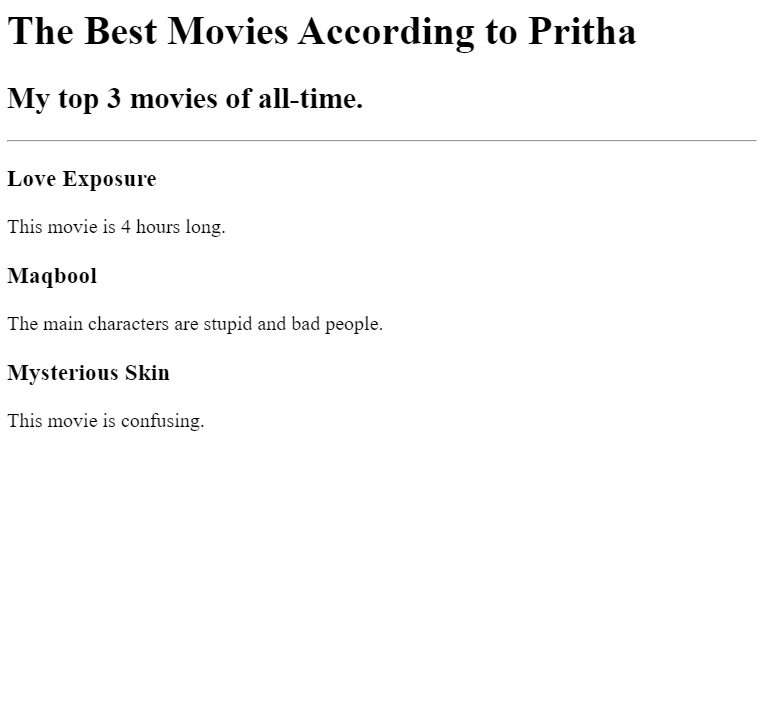 The Best Movies According to Pritha
My top 3 movies of all-time.
Love Exposure
This movie is 4 hours long.
Maqbool
The main characters are stupid and bad people.
Mysterious Skin
This movie is confusing.